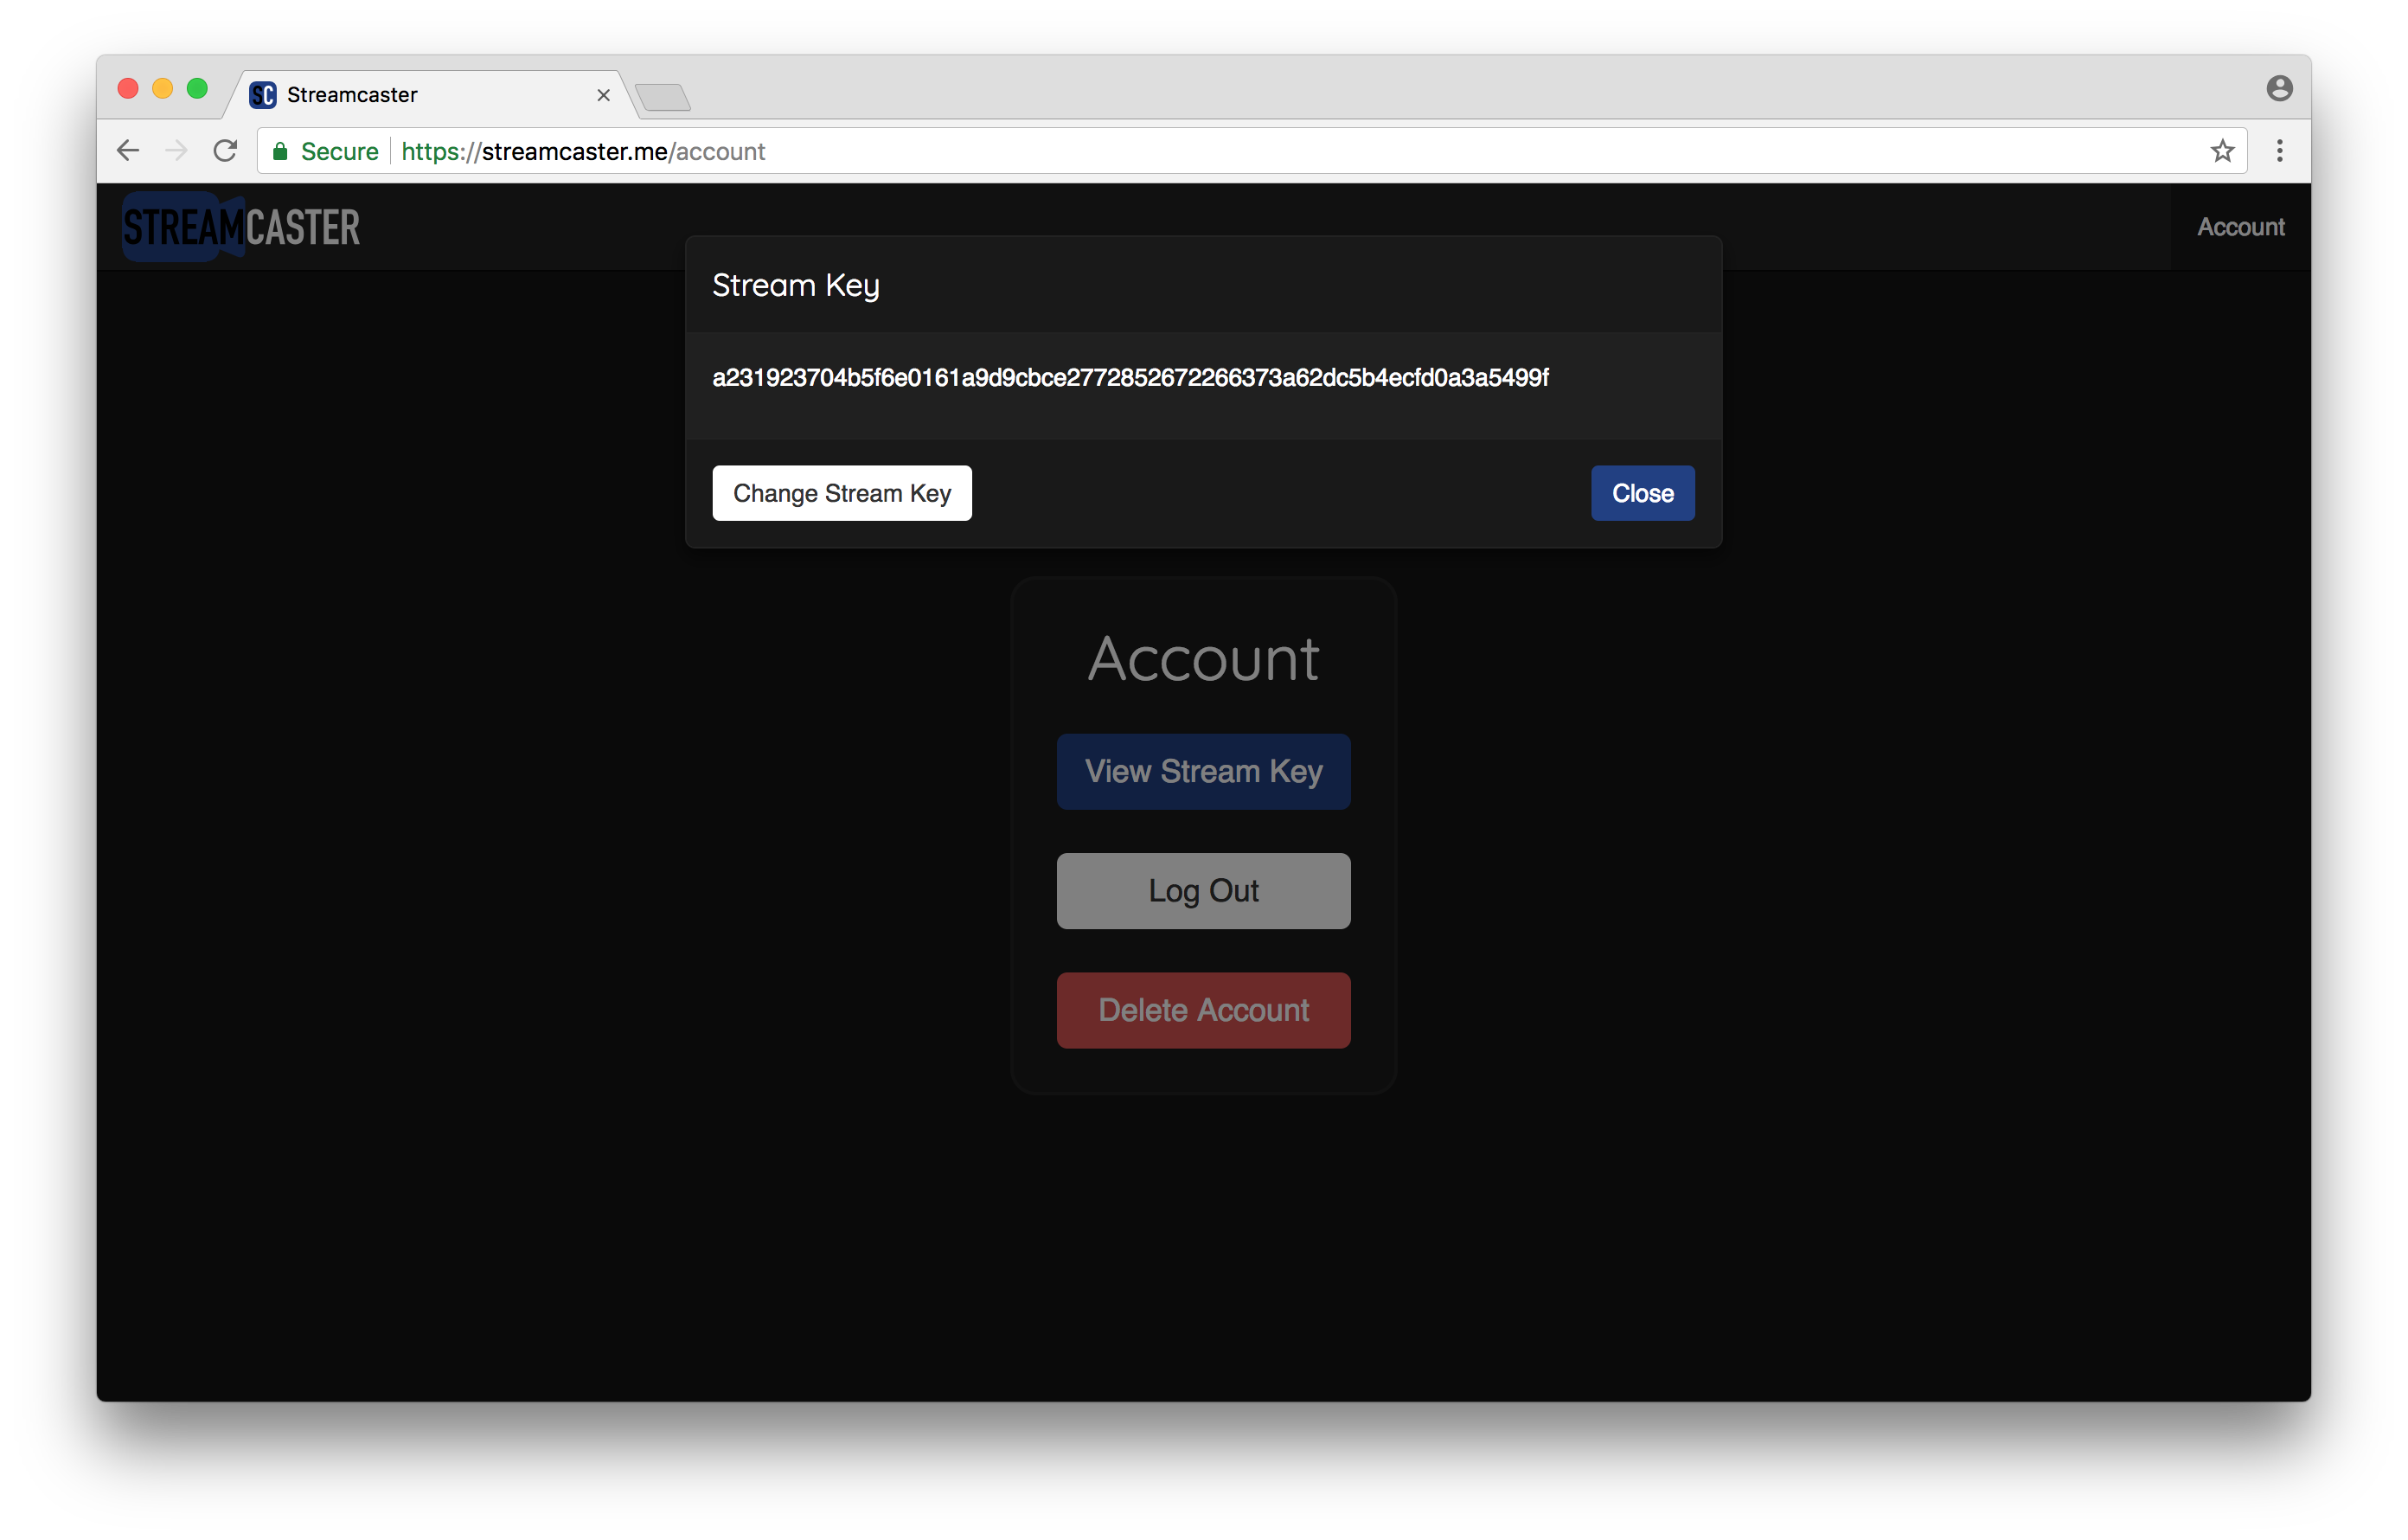 SC Streamcaster
Secure https://streamcaster.me/account
STREAMCASTER
Account
Stream Key
a231923704b5f6e0161a9d9cbce2772852672266373a62dc5b4ecfd0a3a5499f
Change Stream Key
Close
Account
View Stream Key
Log Out
Delete Account